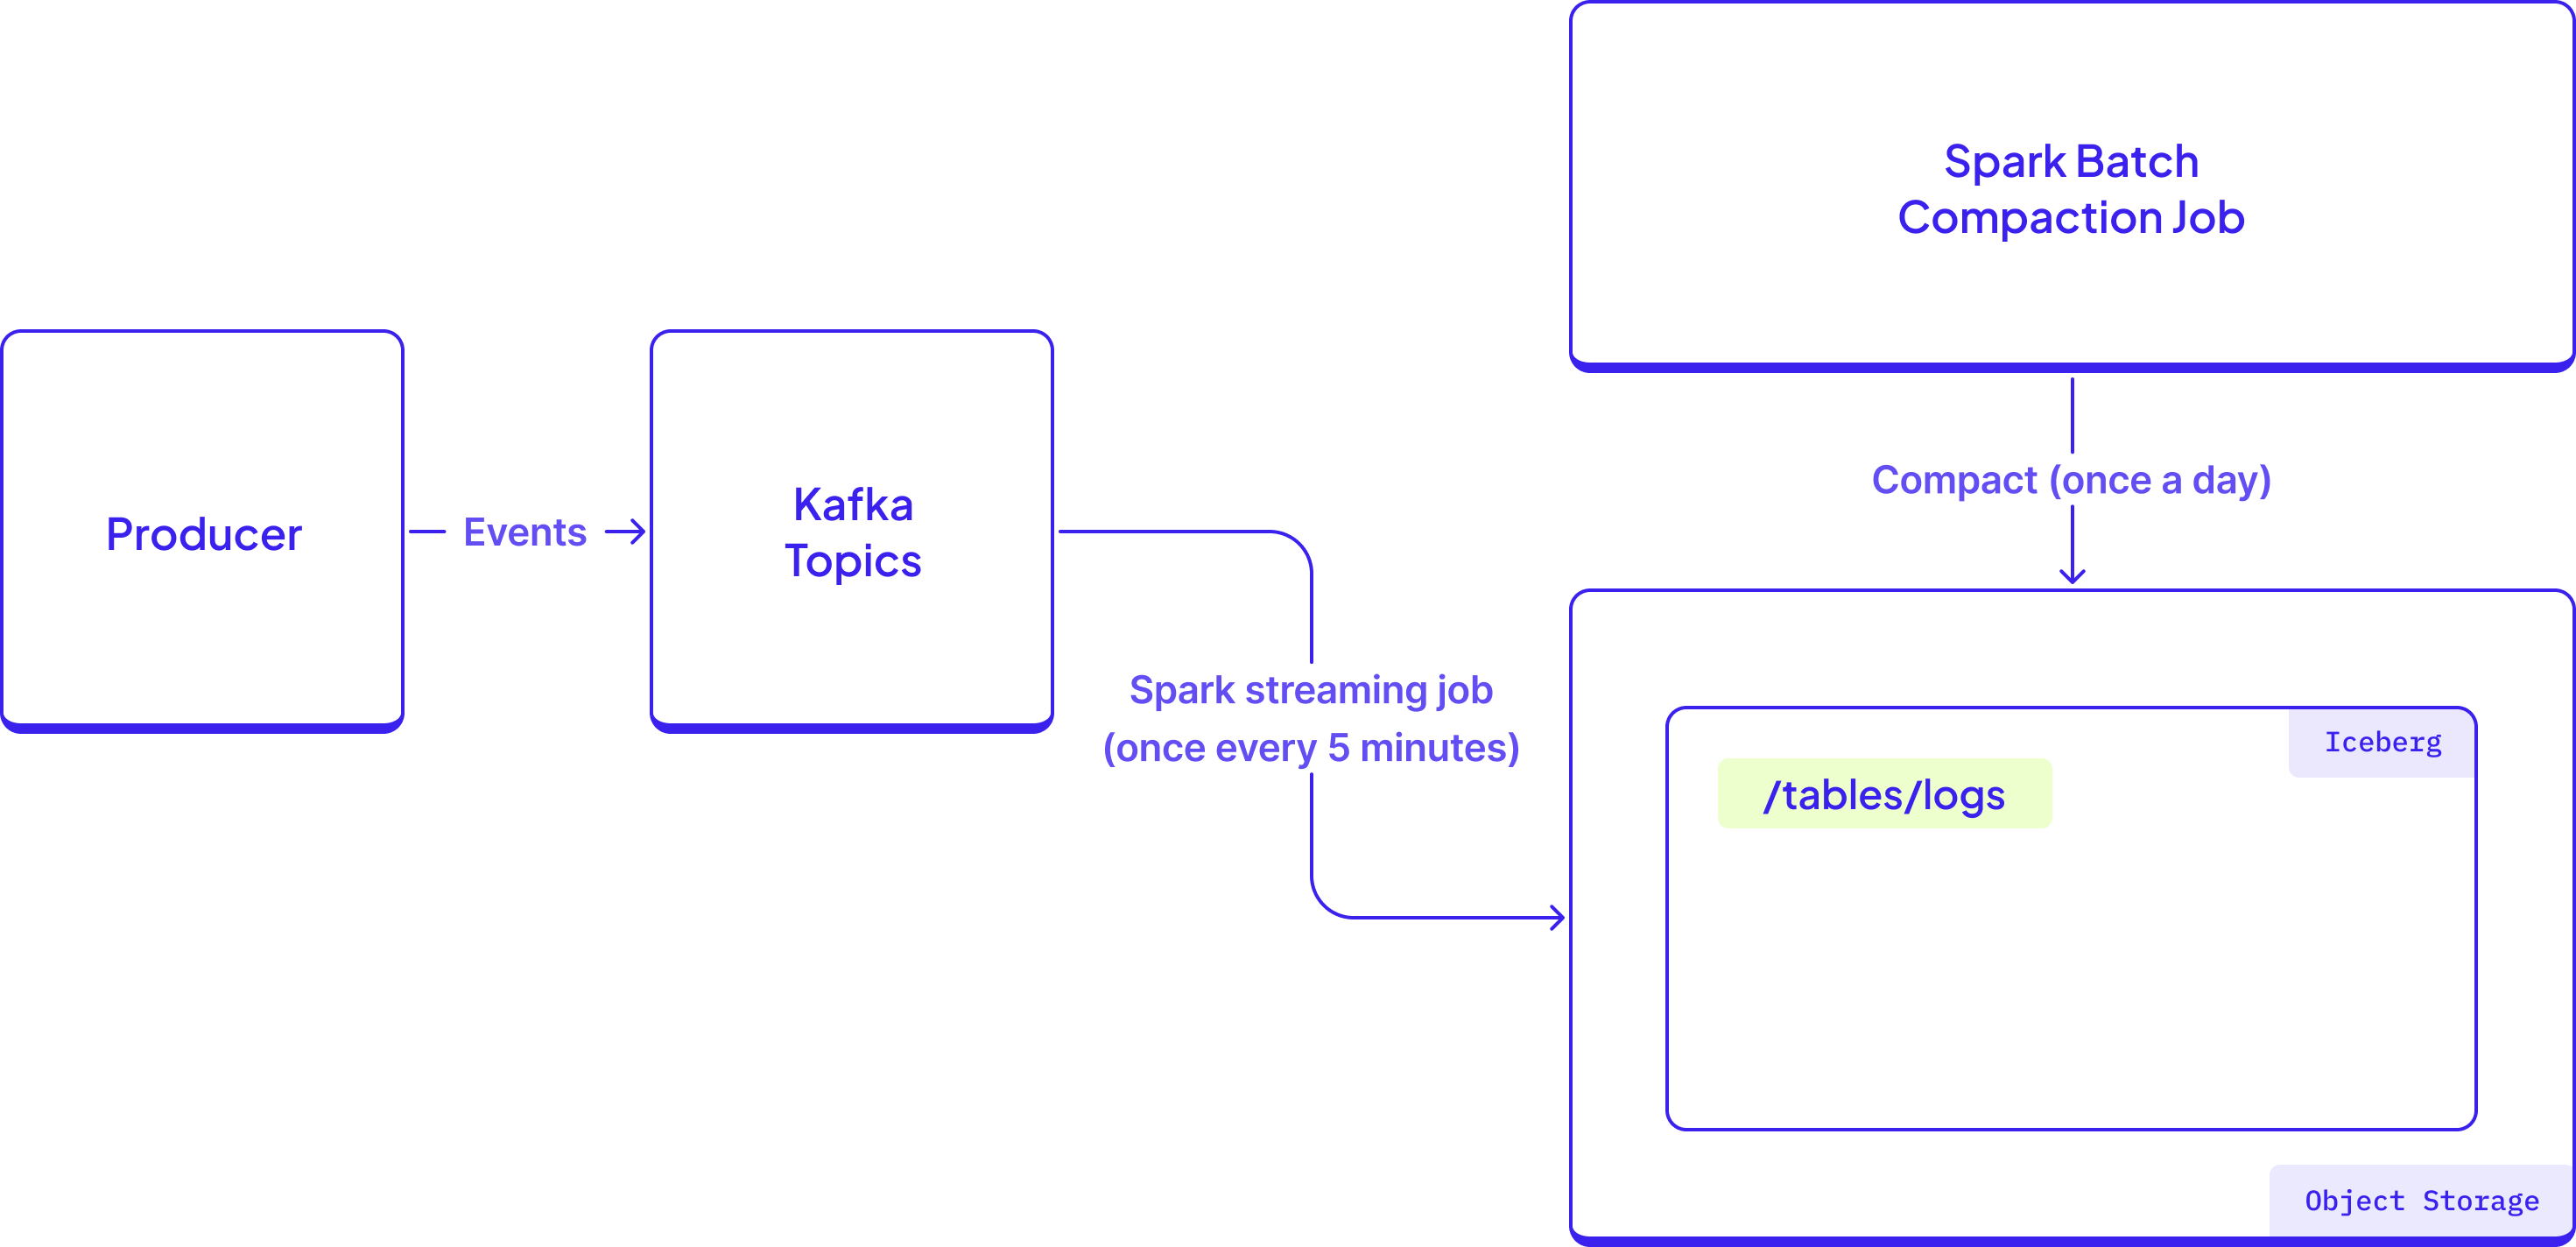 Spark Batch
Compaction Job
Producer
Events
Kafka
Topics
Compact (once a day)
Spark streaming job
(once every 5 minutes)
Iceberg
/tables/logs
Object Storage